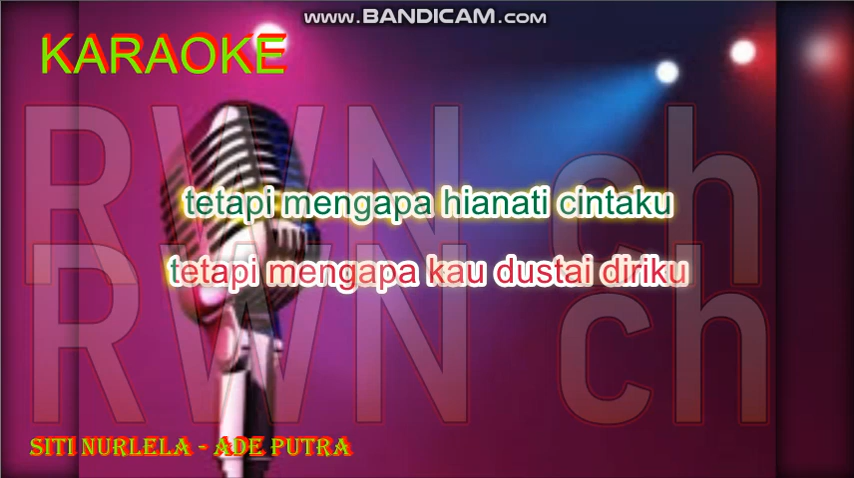 www.BANDICAM.com
KARAOKE
RWN ch
tetapi mengapa hianati cintaku
tetapi mengapa kau dustai diriku
RWN ch
SITI NURLELA - ADE PUTRA